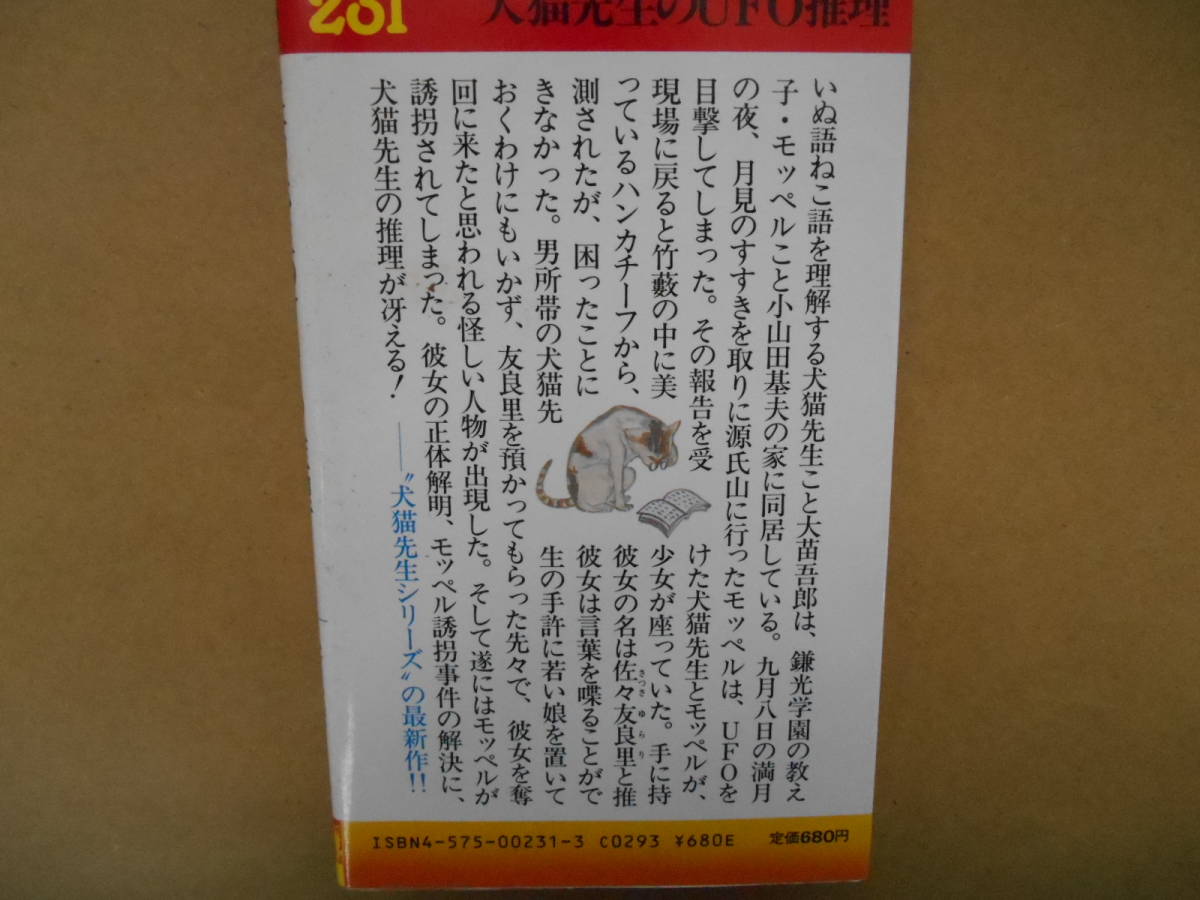 231
犬猫先生のUFO推理
いぬ語ねこ語を理解する犬猫先生こと大苗吾郎は、鎌光学園の教え
子・モッペルこと小山田基夫の家に同居している。九月八日の満月
の夜、月見のすすきを取りに源氏山に行ったモッペルは、UFOを
目撃してしまった。その報告を受けた犬猫先生とモッペルが、
現場に戻ると竹藪の中に美少女が座っていた。手に持
っているハンカチーフから、彼女の名は佐々友良里と推
さっさ ゆらり
測されたが、困ったことに彼女は言葉を喋ることがで
きなかった。男所帯の犬猫先生の手許に若い娘を置いて
おくわけにもいかず、友良里を預かってもらった先々で、彼女を奪
回に来たと思われる怪しい人物が出現した。そして遂にはモッペルが
誘拐されてしまった。彼女の正体解明、モッペル誘拐事件の解決に、
犬猫先生の推理が冴える!
――〝犬猫先生シリーズ〟の最新作!!
ISBN4-575-00231-3 C0293 ¥680E 定価680円